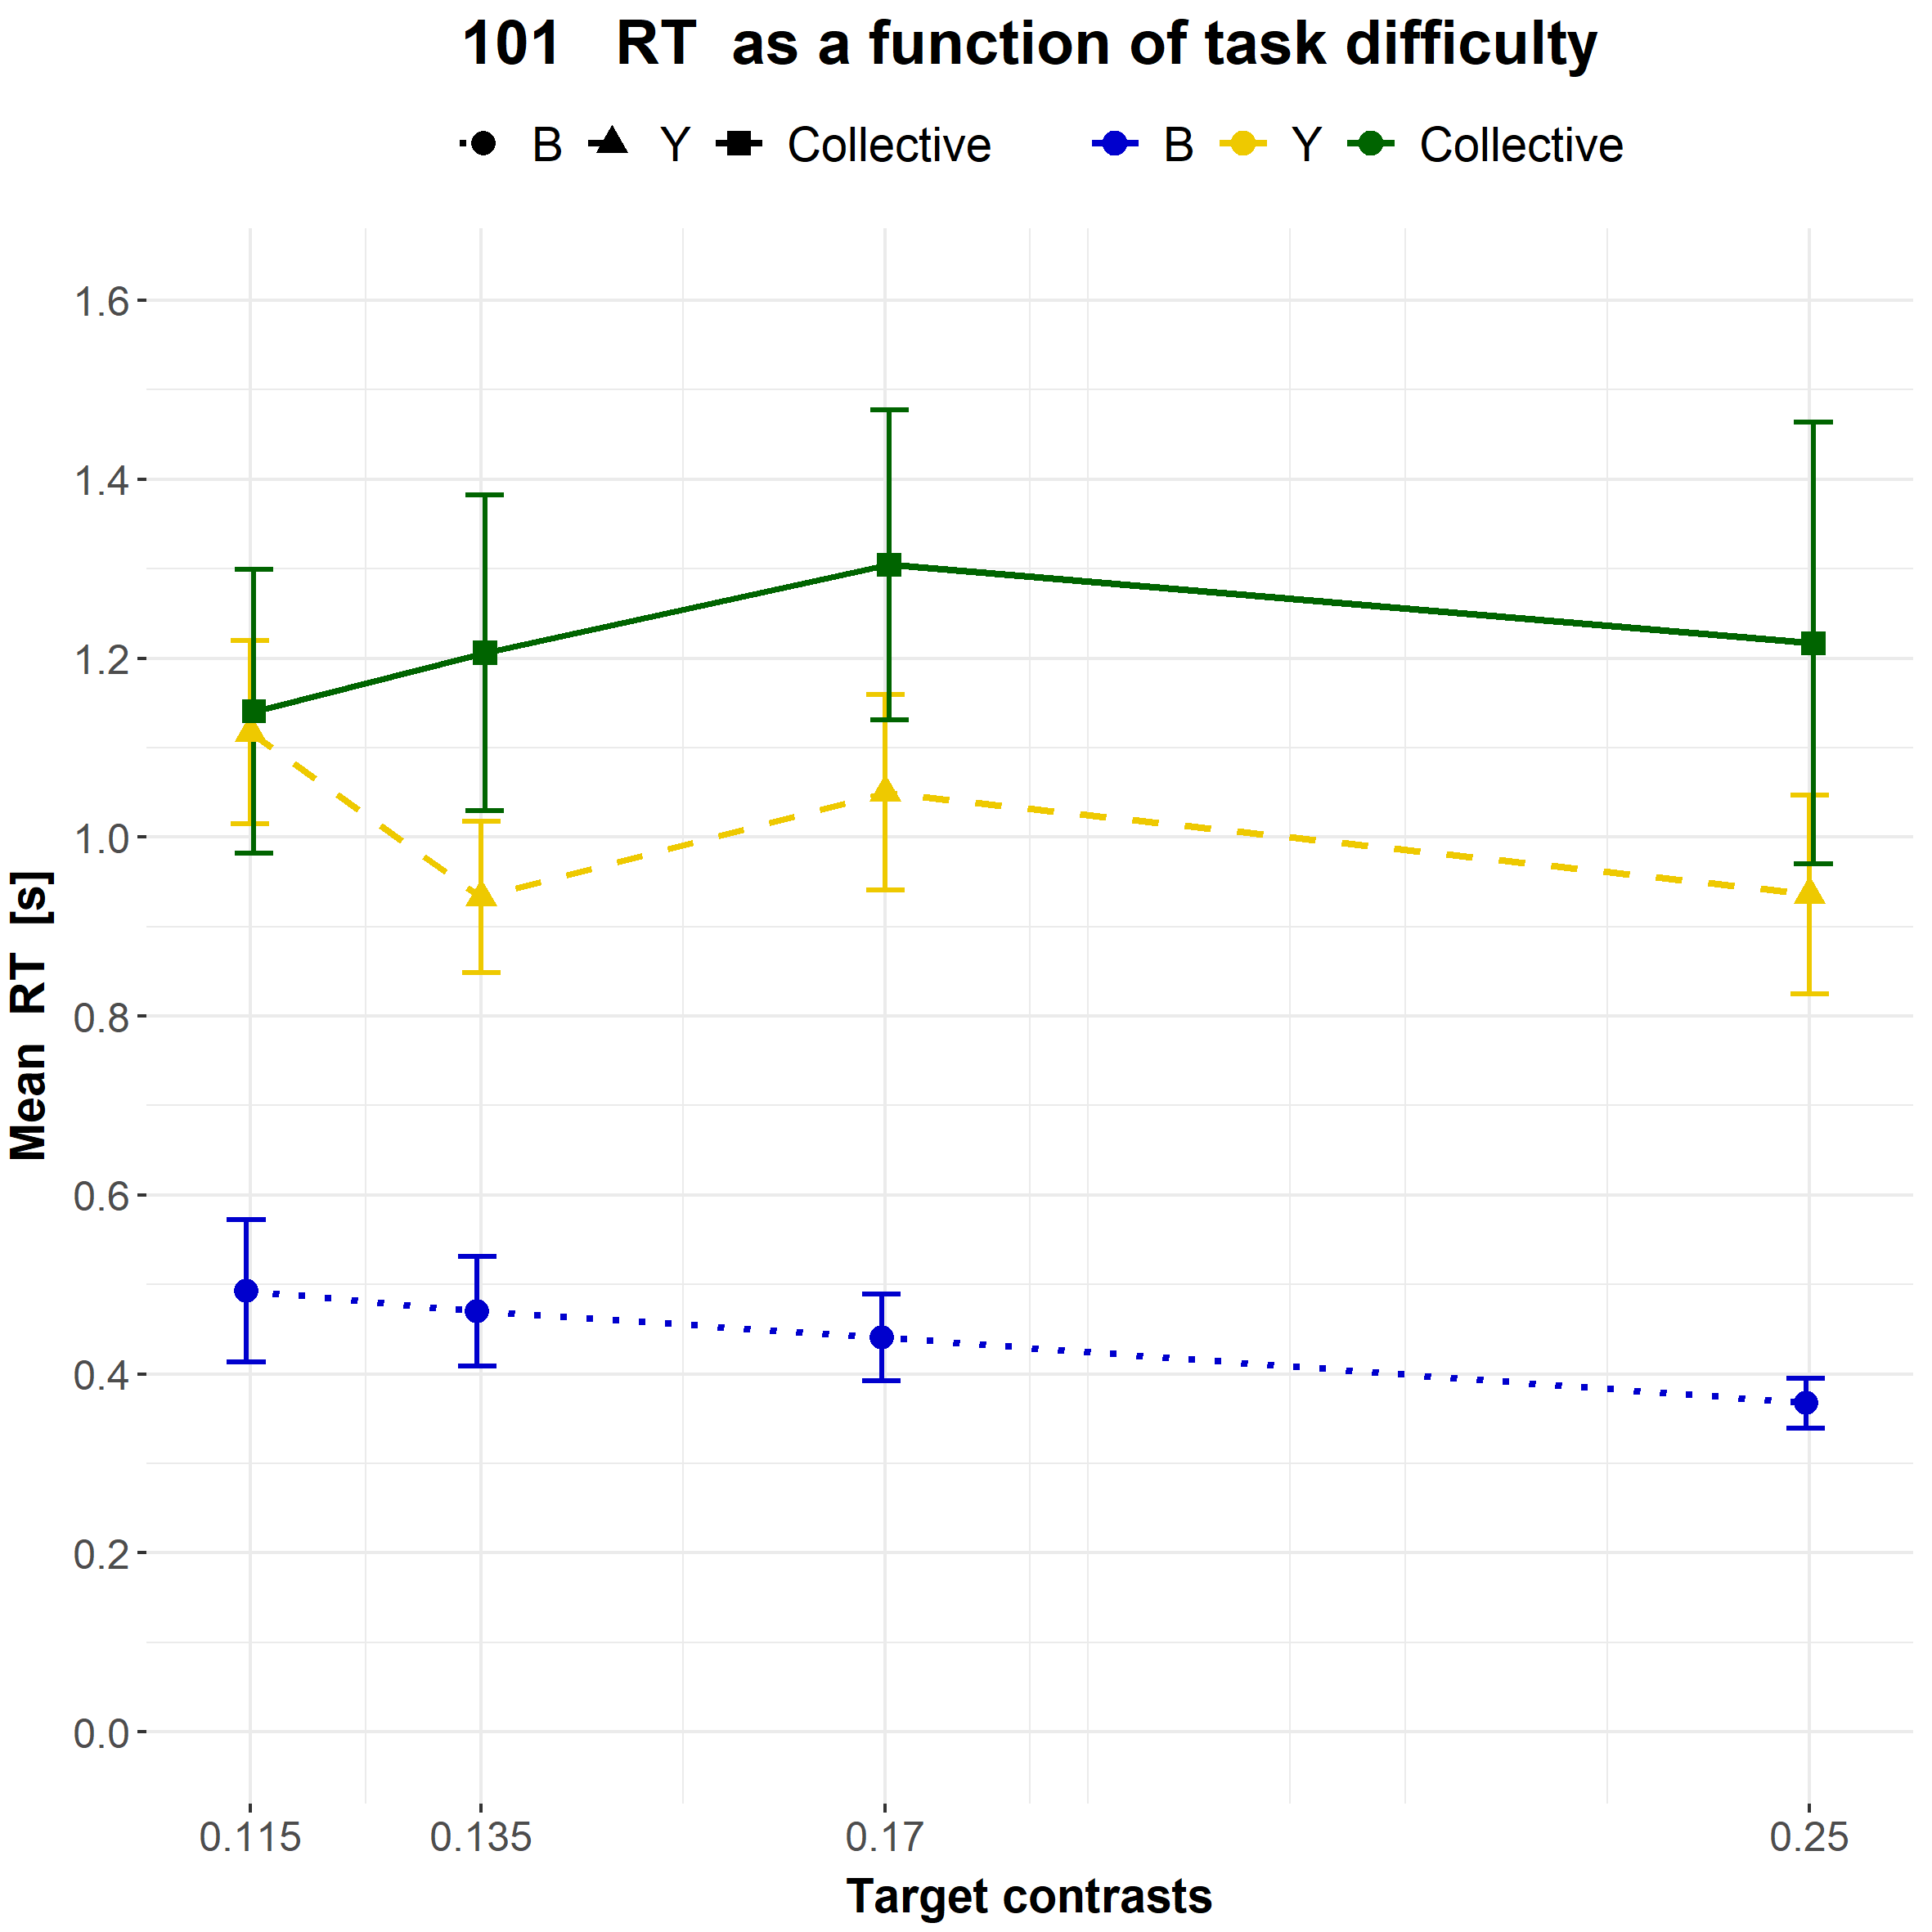 101 RT as a function of task difficulty
B Y Collective B Y Collective
Mean RT [s]
1.6
1.4
1.2
1.0
0.8
0.6
0.4
0.2
0.0
0.115 0.135 0.17 0.25
Target contrasts